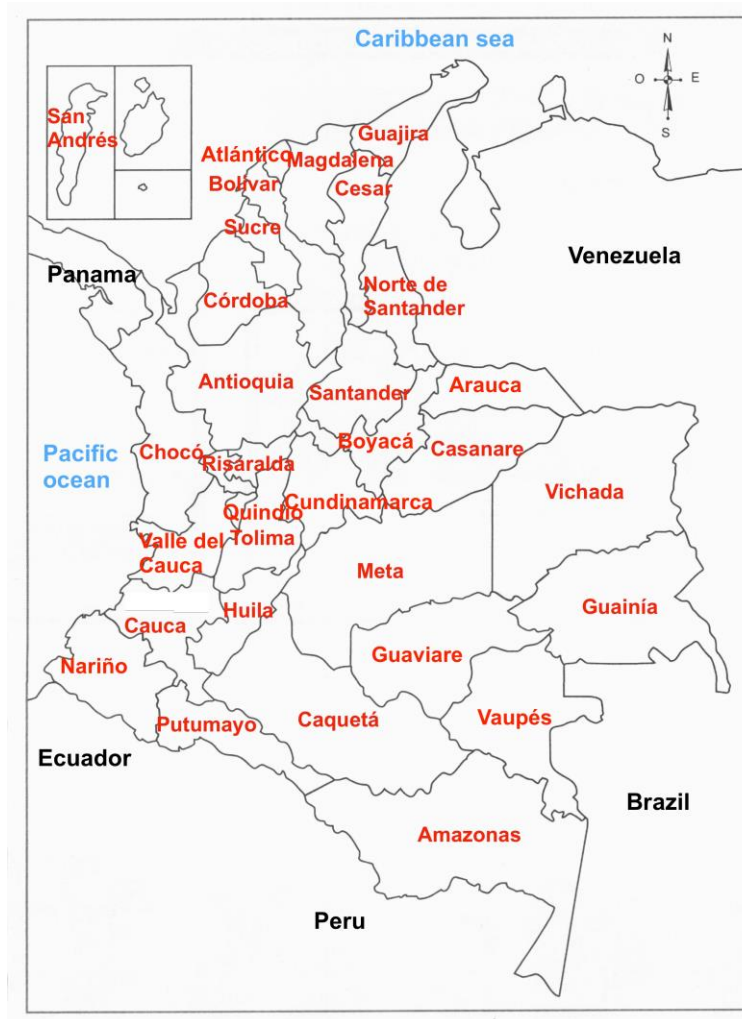 Caribbean sea
N
O
E
S
San
Andrés
Guajira
Atlántico
Magdalena
Bolívar
Cesar
Sucre
Venezuela
Panama
Norte de
Santander
Córdoba
Antioquia
Santander
Arauca
Boyacá
Chocó
Casanare
Pacific
ocean
Risaralda
Vichada
Cundinamarca
Quindío
Tolima
Valle del
Cauca
Meta
Guainía
Huila
Cauca
Guaviare
Nariño
Caquetá
Vaupés
Putumayo
Ecuador
Brazil
Amazonas
Peru